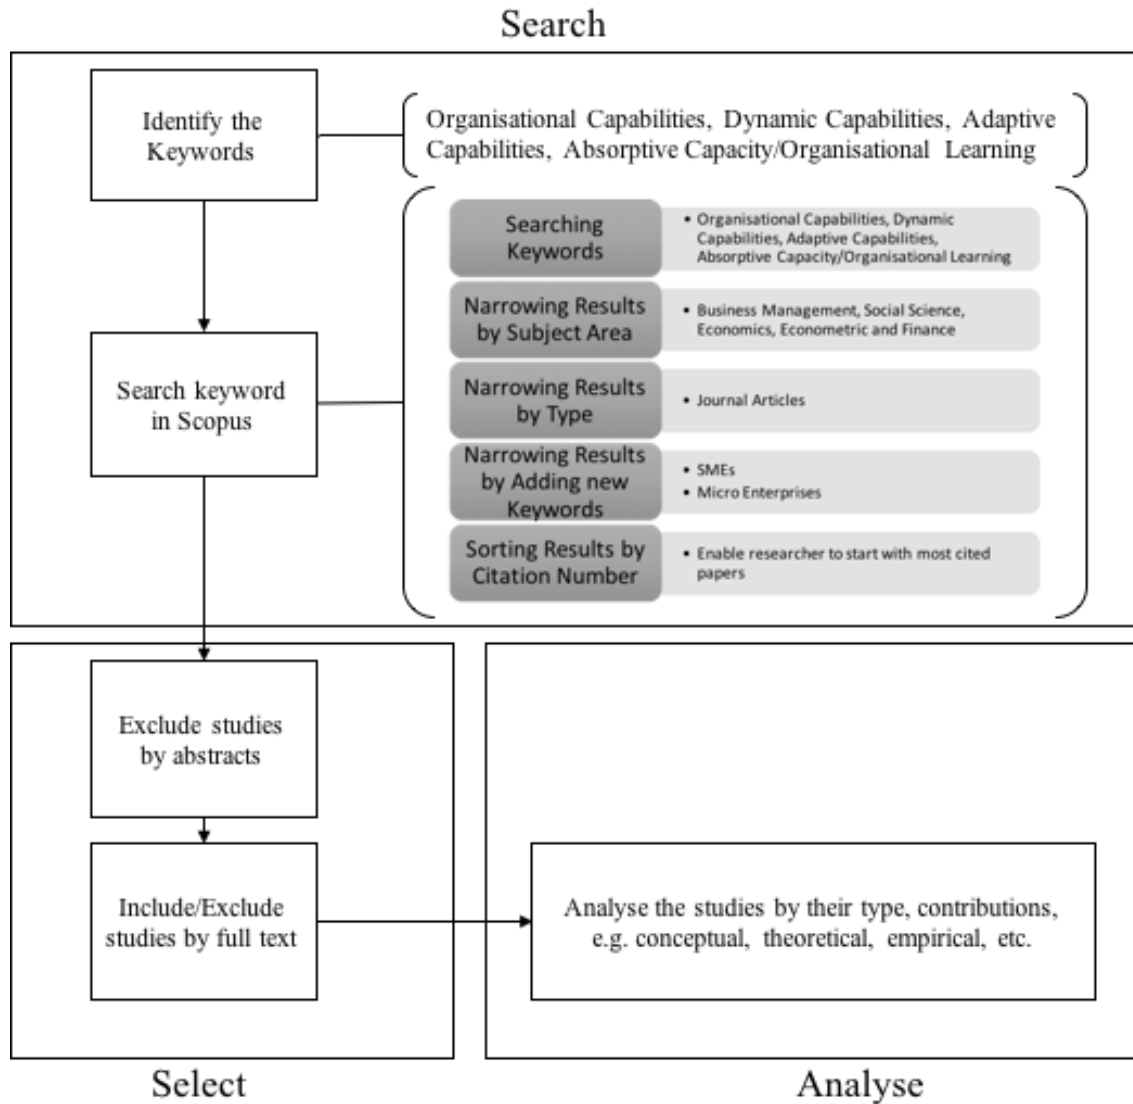 Search
Identify the
Keywords
Organisational Capabilities, Dynamic Capabilities, Adaptive
Capabilities, Absorptive Capacity/Organisational Learning
Searching
Keywords
• Organisational Capabilities, Dynamic
Capabilities, Adaptive Capabilities,
Absorptive Capacity/Organisational Learning
Narrowing Results
by Subject Area
• Business Management, Social Science,
Economics, Econometric and Finance
Search keyword
in Scopus
Narrowing Results
by Type
• Journal Articles
Narrowing Results
by Adding new
Keywords
• SMEs
• Micro Enterprises
Sorting Results by
Citation Number
• Enable researcher to start with most cited
papers
Exclude studies
by abstracts
Include/Exclude
studies by full text
Analyse the studies by their type, contributions,
e.g. conceptual, theoretical, empirical, etc.
Select
Analyse